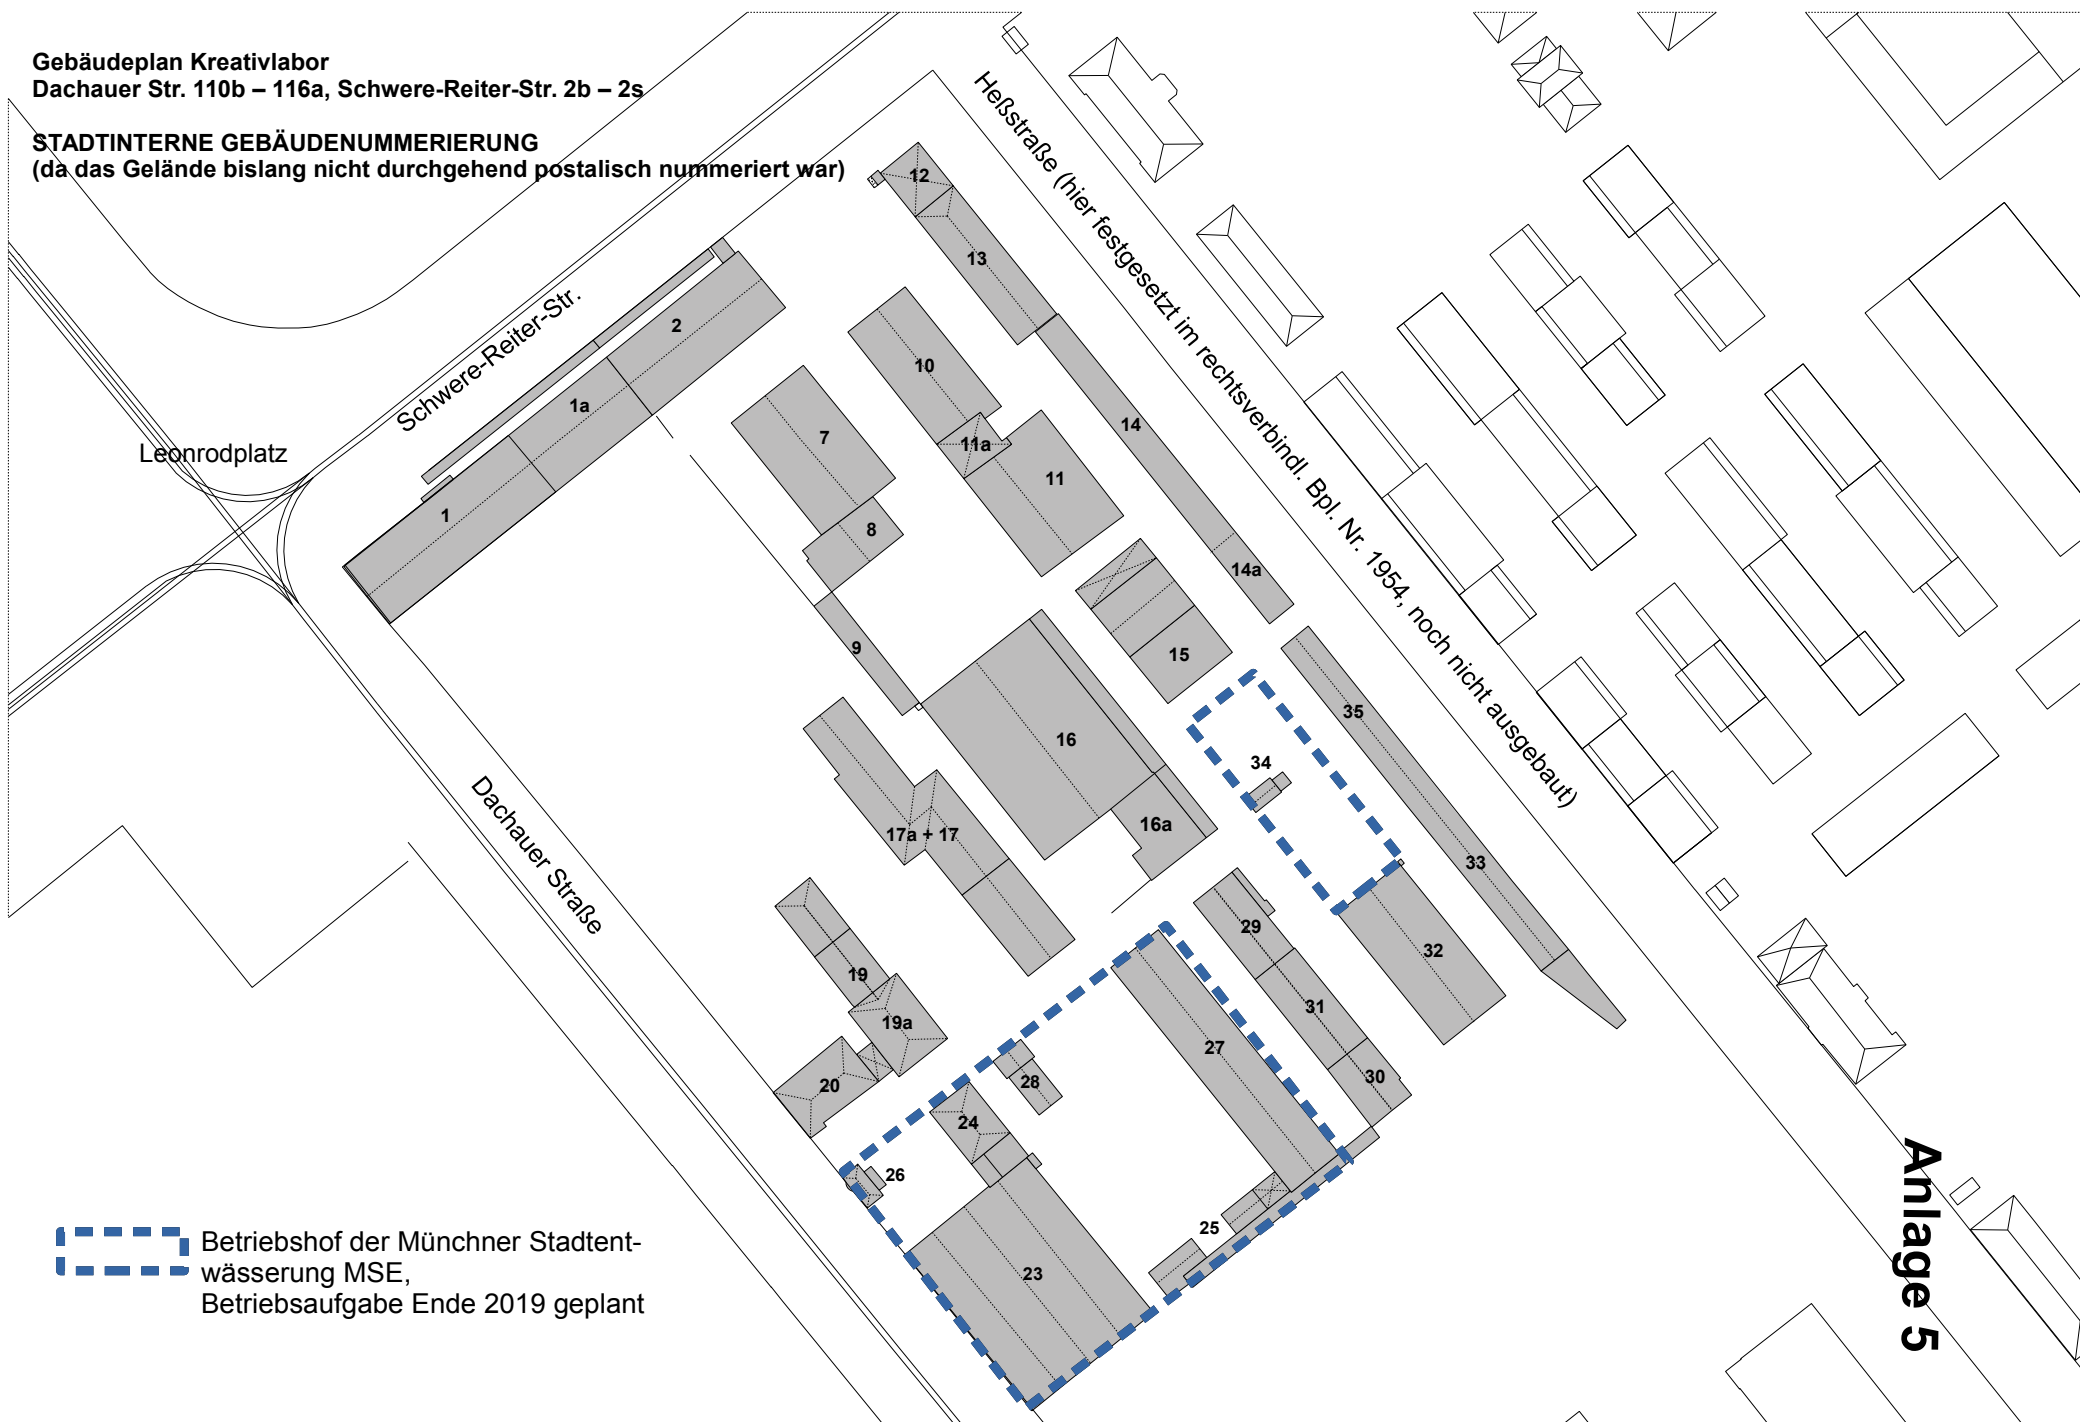 Gebäudeplan Kreativlabor
Dachauer Str. 110b – 116a, Schwere-Reiter-Str. 2b – 2s
STADTINTERNE GEBÄUDENUMMERIERUNG
(da das Gelände bislang nicht durchgehend postalisch nummeriert war)
Heßstraße (hier festgesetzt im rechtsverbindl. Bpl. Nr. 1954, noch nicht ausgebaut)
Schwere-Reiter-Str.
Leonrodplatz
Dachauer Straße
12
13
2
10
1a
14
7
11a
11
1
8
14a
9
15
35
16
34
16a
17a + 17
33
29
32
19
31
19a
27
30
28
20
24
26
25
23
Betriebshof der Münchner Stadtent-
wässerung MSE,
Betriebsaufgabe Ende 2019 geplant
Anlage 5